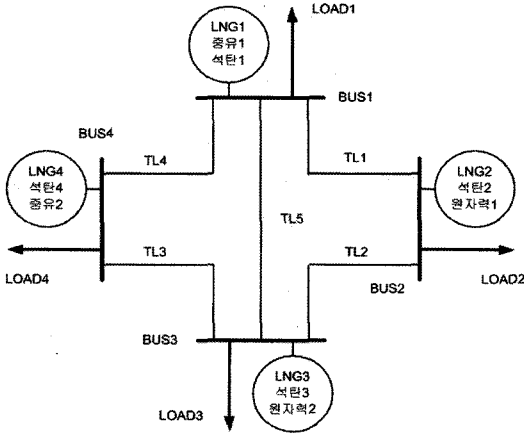 LOAD1
LNG1
중유1
석탄1
BUS1
BUS4
TL4
TL1
LNG4
석탄4
중유2
LNG2
석탄2
원자력1
TL5
TL3
TL2
LOAD4
BUS2
LOAD2
BUS3
LNG3
석탄3
원자력2
LOAD3